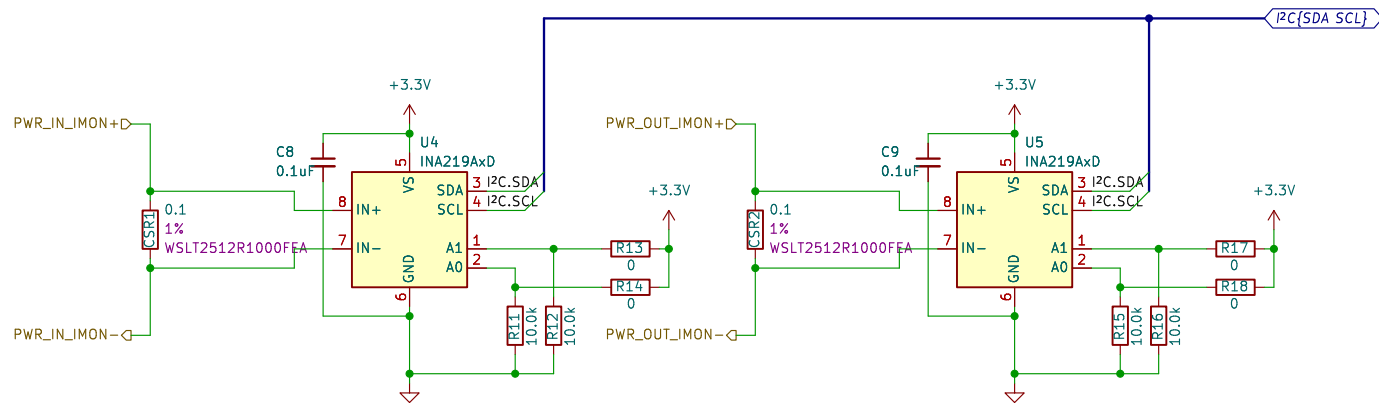 I²C{SDA SCL}
+3.3V
PWR_IN_IMON+
C8
0.1uF
U4
INA219AxD
5
VS
3
SDA
I²C.SDA
4
SCL
I²C.SCL
8
IN+
7
IN-
1
A1
2
A0
GND
6
CSR1
0.1
1%
WSLT2512R1000FEA
PWR_IN_IMON-
+3.3V
R13
0
R14
0
R11
10.0k
R12
10.0k
+3.3V
PWR_OUT_IMON+
C9
0.1uF
U5
INA219AxD
5
VS
3
SDA
I²C.SDA
4
SCL
I²C.SCL
8
IN+
7
IN-
1
A1
2
A0
GND
6
CSR2
0.1
1%
WSLT2512R1000FEA
PWR_OUT_IMON-
+3.3V
R17
0
R18
0
R15
10.0k
R16
10.0k